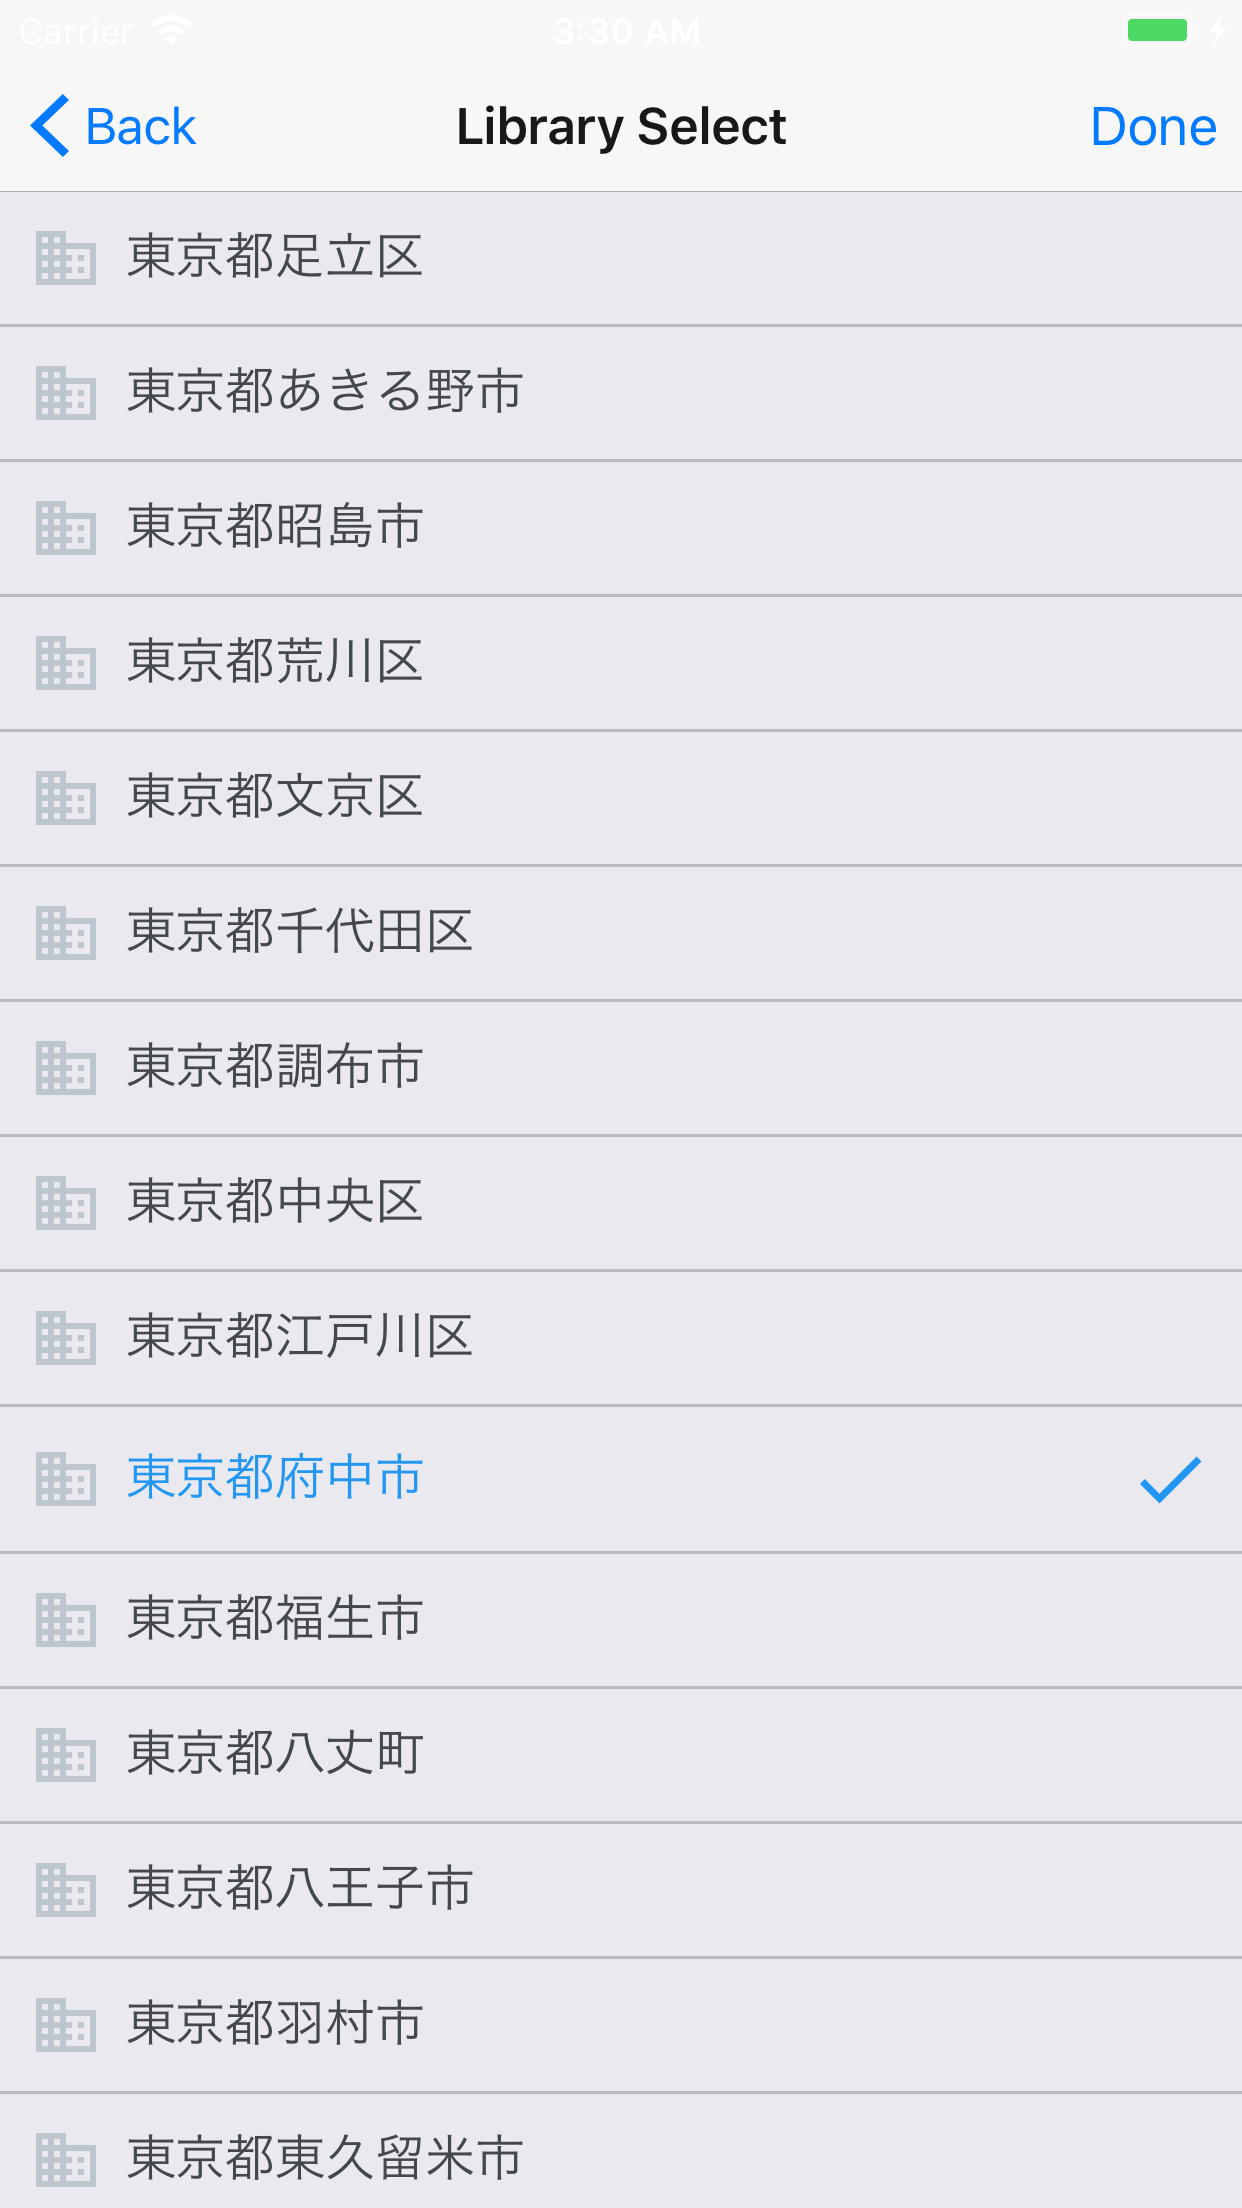 Carrier 3:30 AM
Back Library Select Done
東京都足立区
東京都あきる野市
東京都昭島市
東京都荒川区
東京都文京区
東京都千代田区
東京都調布市
東京都中央区
東京都江戸川区
東京都府中市
東京都福生市
東京都八丈町
東京都八王子市
東京都羽村市
東京都東久留米市